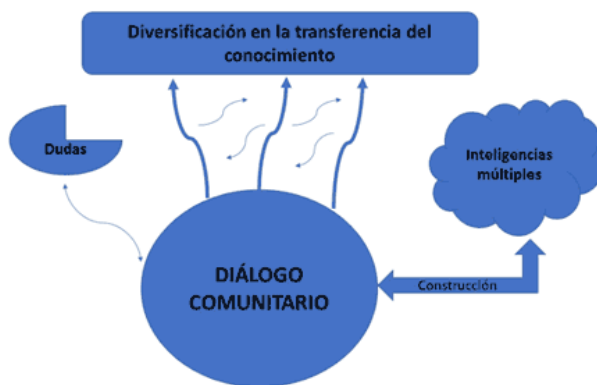 Diversificación en la transferencia del
conocimiento
Dudas
Inteligencias
múltiples
DIÁLOGO
COMUNITARIO
Construcción